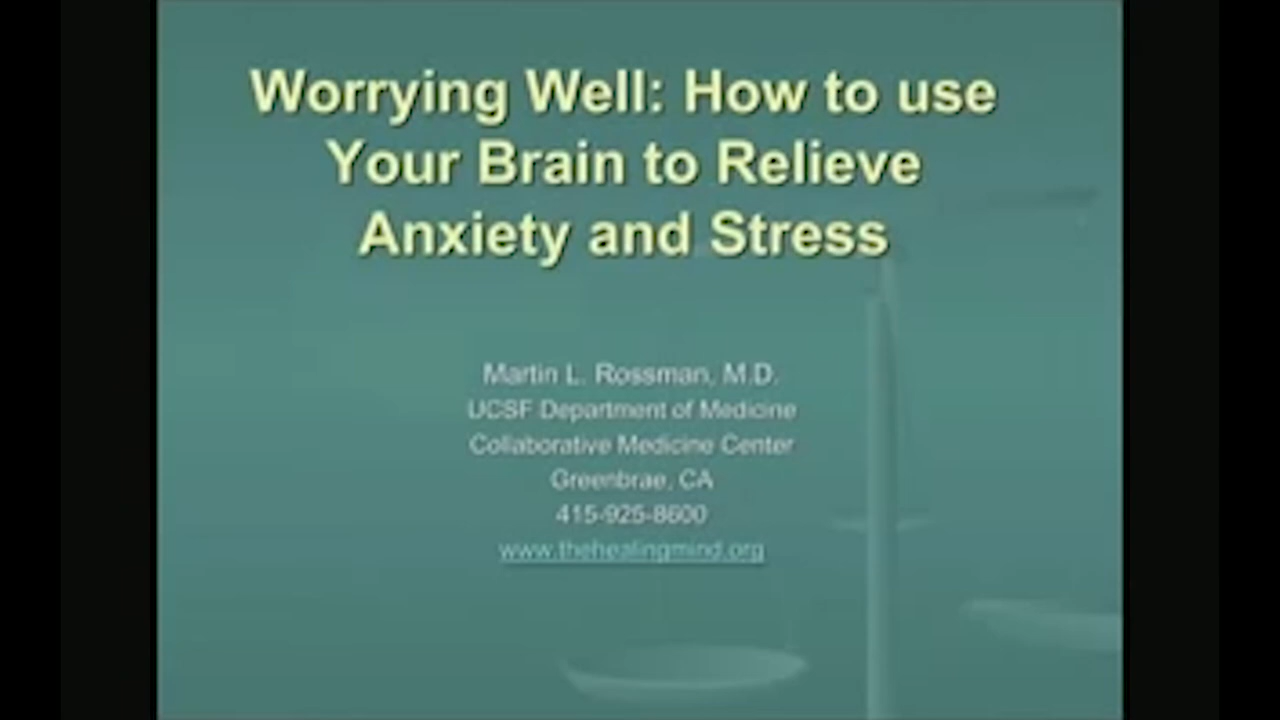 Worrying Well: How to use
Your Brain to Relieve
Anxiety and Stress
Martin L. Rossman, M.D.
UCSF Department of Medicine
Collaborative Medicine Center
Greenbrae, CA
415-925-8600
www.thehealingmind.org